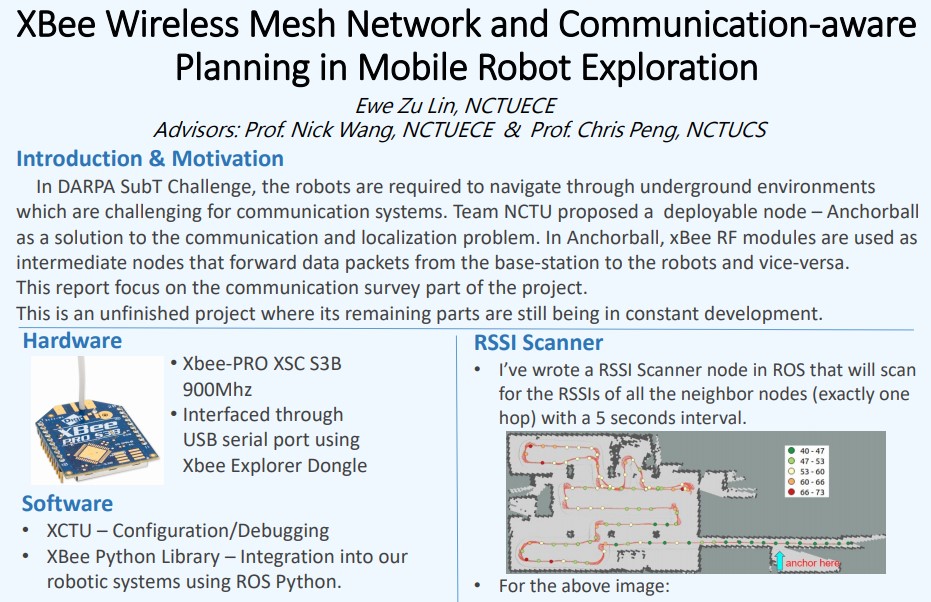 XBee Wireless Mesh Network and Communication-aware
Planning in Mobile Robot Exploration
Ewe Zu Lin, NCTUECE
Advisors: Prof. Nick Wang, NCTUECE & Prof. Chris Peng, NCTUCS
Introduction & Motivation
In DARPA SubT Challenge, the robots are required to navigate through underground environments
which are challenging for communication systems. Team NCTU proposed a deployable node – Anchorball
as a solution to the communication and localization problem. In Anchorball, xBee RF modules are used as
intermediate nodes that forward data packets from the base-station to the robots and vice-versa.
This report focus on the communication survey part of the project.
This is an unfinished project where its remaining parts are still being in constant development.
Hardware
• Xbee-PRO XSC S3B
900Mhz
• Interfaced through
USB serial port using
Xbee Explorer Dongle
Digi
XBee
PRO S3B
Software
• XCTU – Configuration/Debugging
• XBee Python Library – Integration into our
robotic systems using ROS Python.
RSSI Scanner
• I've wrote a RSSI Scanner node in ROS that will scan
for the RSSIs of all the neighbor nodes (exactly one
hop) with a 5 seconds interval.
40 - 47
47 - 53
53 - 60
60 - 66
66 - 73
anchor here
• For the above image: